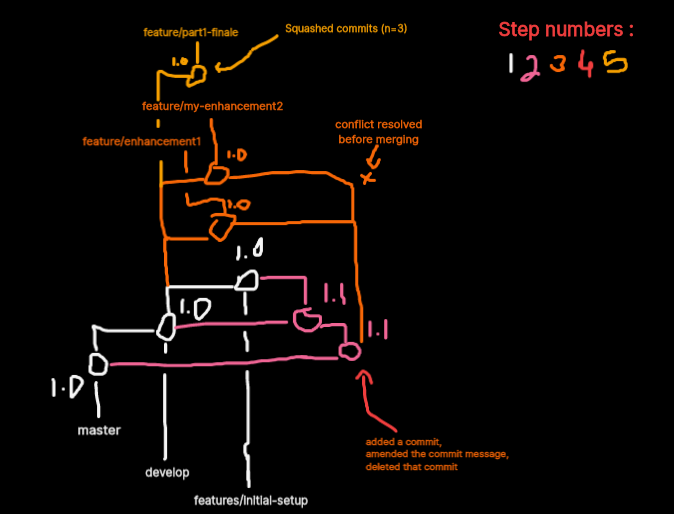 Step numbers :
1 2 3 4 5
feature/part1-finale
Squashed commits (n=3)
1.0
feature/my-enhancement2
conflict resolved
before merging
feature/enhancement1
1.0
1.0
1.0
1.1
1.0
1.1
1.0
master
added a commit,
amended the commit message,
deleted that commit
develop
features/initial-setup